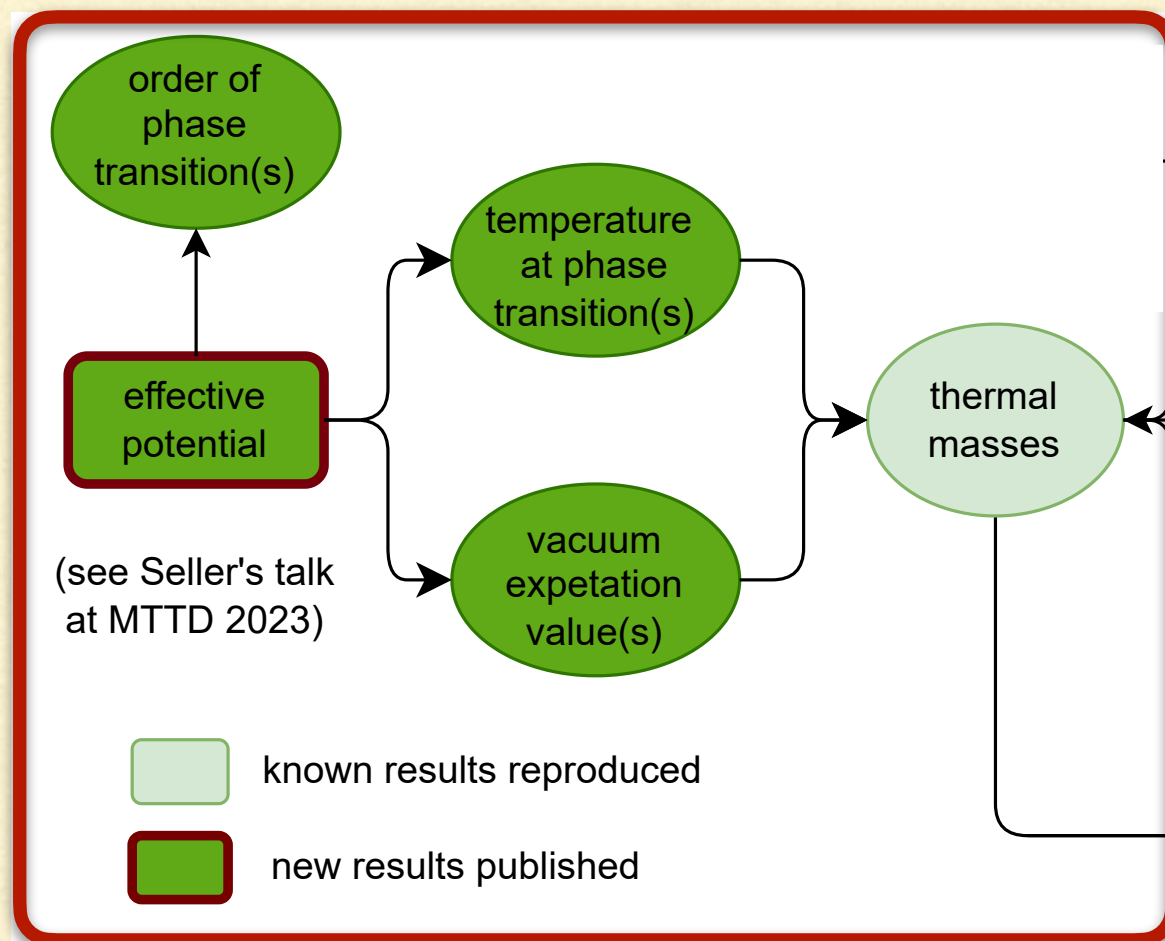 order of
phase
transition(s)
temperature
at phase
transition(s)
effective
potential
thermal
masses
vacuum
expetation
value(s)
(see Seller's talk
at MTTD 2023)
known results reproduced
new results published